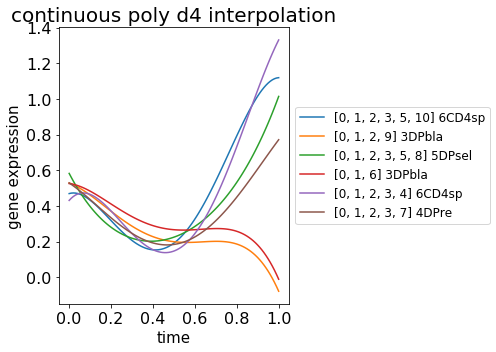 continuous poly d4 interpolation
gene expression
1.4
1.2
1.0
0.8
0.6
0.4
0.2
0.0
0.0 0.2 0.4 0.6 0.8 1.0
time
[0, 1, 2, 3, 5, 10] 6CD4sp
[0, 1, 2, 9] 3DPbla
[0, 1, 2, 3, 5, 8] 5DPsel
[0, 1, 6] 3DPbla
[0, 1, 2, 3, 4] 6CD4sp
[0, 1, 2, 3, 7] 4DPre